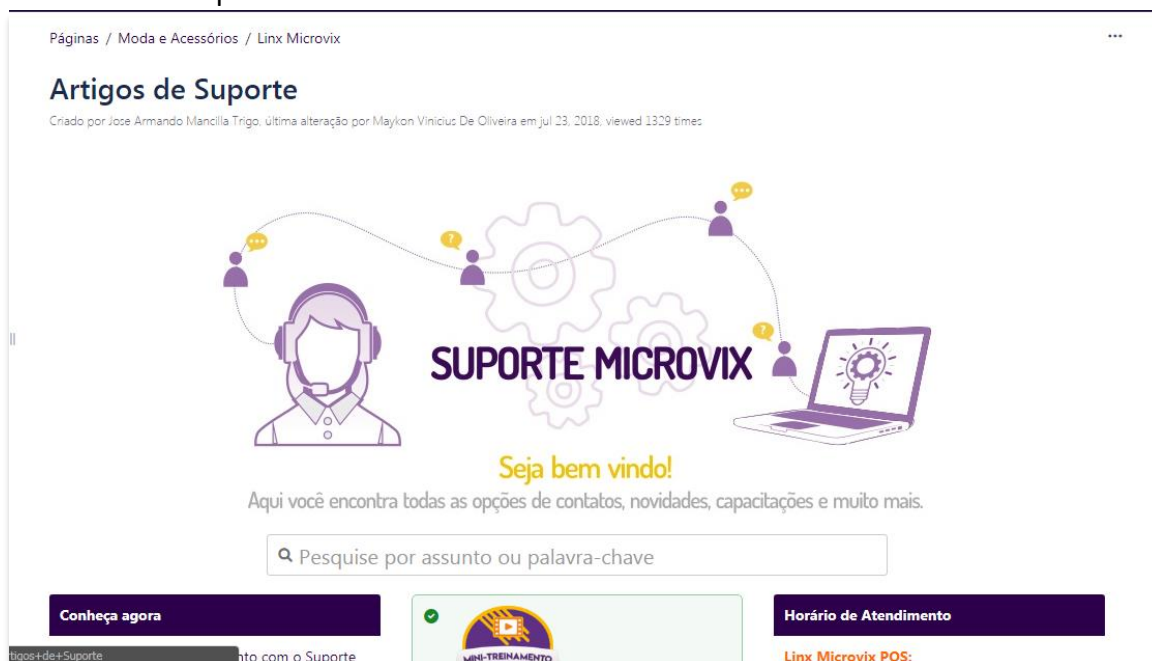 Páginas / Moda e Acessórios / Linx Microvix
Artigos de Suporte
Criado por Jose Armando Mancilla Trigo, última alteração por Maykon Vinicius De Oliveira em jul 23, 2018, viewed 1329 times
SUPORTE MICROVIX
Seja bem vindo!
Aqui você encontra todas as opções de contatos, novidades, capacitações e muito mais.
Pesquise por assunto ou palavra-chave
Conheça agora
Horário de Atendimento
tigos+de+Suporte
com o Suporte
MINI-TREINAMENTO
Linx Microvix POS: